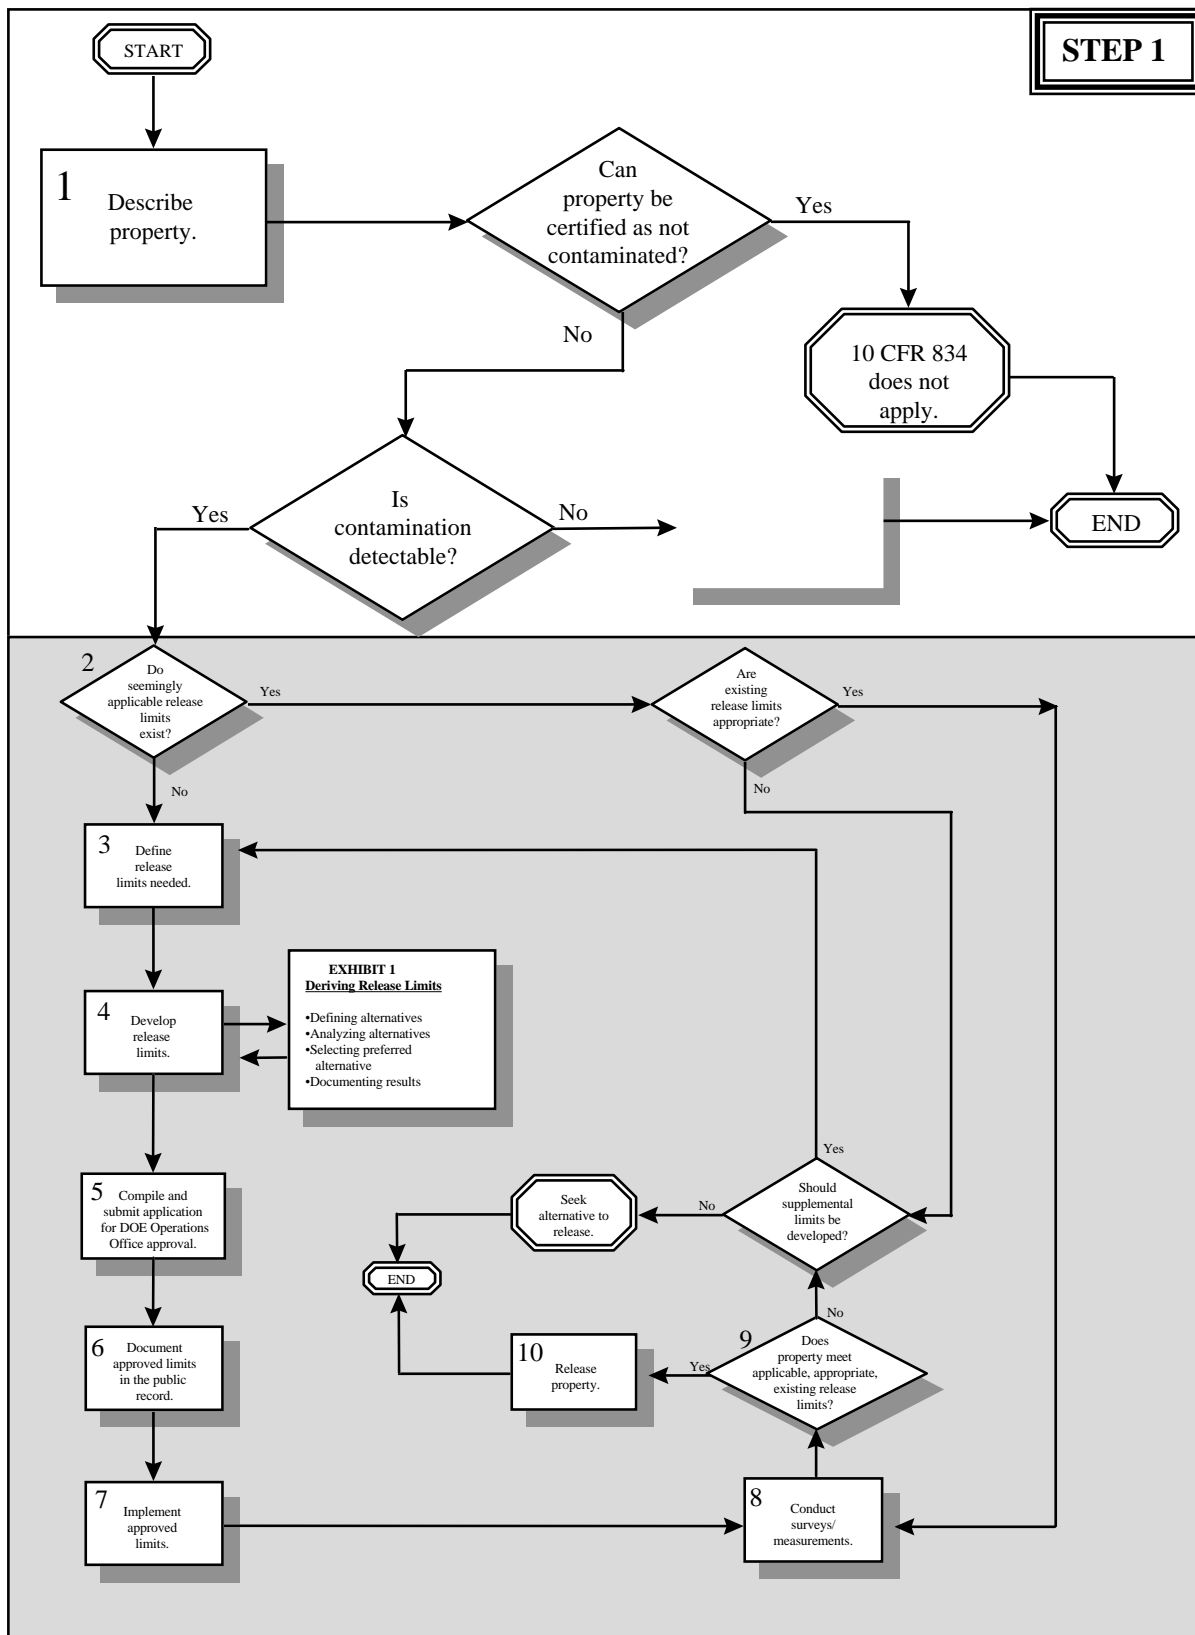 START
STEP 1
1
Describe
property.
Can
property be
certified as not
contaminated?
Yes
No
10 CFR 834
does not
apply.
Is
contamination
detectable?
Yes
No
END
2
Do
seemingly
applicable release
limits
exist?
Yes
No
Are
existing
release limits
appropriate?
Yes
No
3
Define
release
limits needed.
4
Develop
release
limits.
EXHIBIT 1
Deriving Release Limits
•Defining alternatives
•Analyzing alternatives
•Selecting preferred
alternative
•Documenting results
5
Compile and
submit application
for DOE Operations
Office approval.
Seek
alternative to
release.
No
Yes
Should
supplemental
limits be
developed?
END
6
Document
approved limits
in the public
record.
10
Release
property.
Yes
No
9
Does
property meet
applicable, appropriate,
existing release
limits?
7
Implement
approved
limits.
8
Conduct
surveys/
measurements.